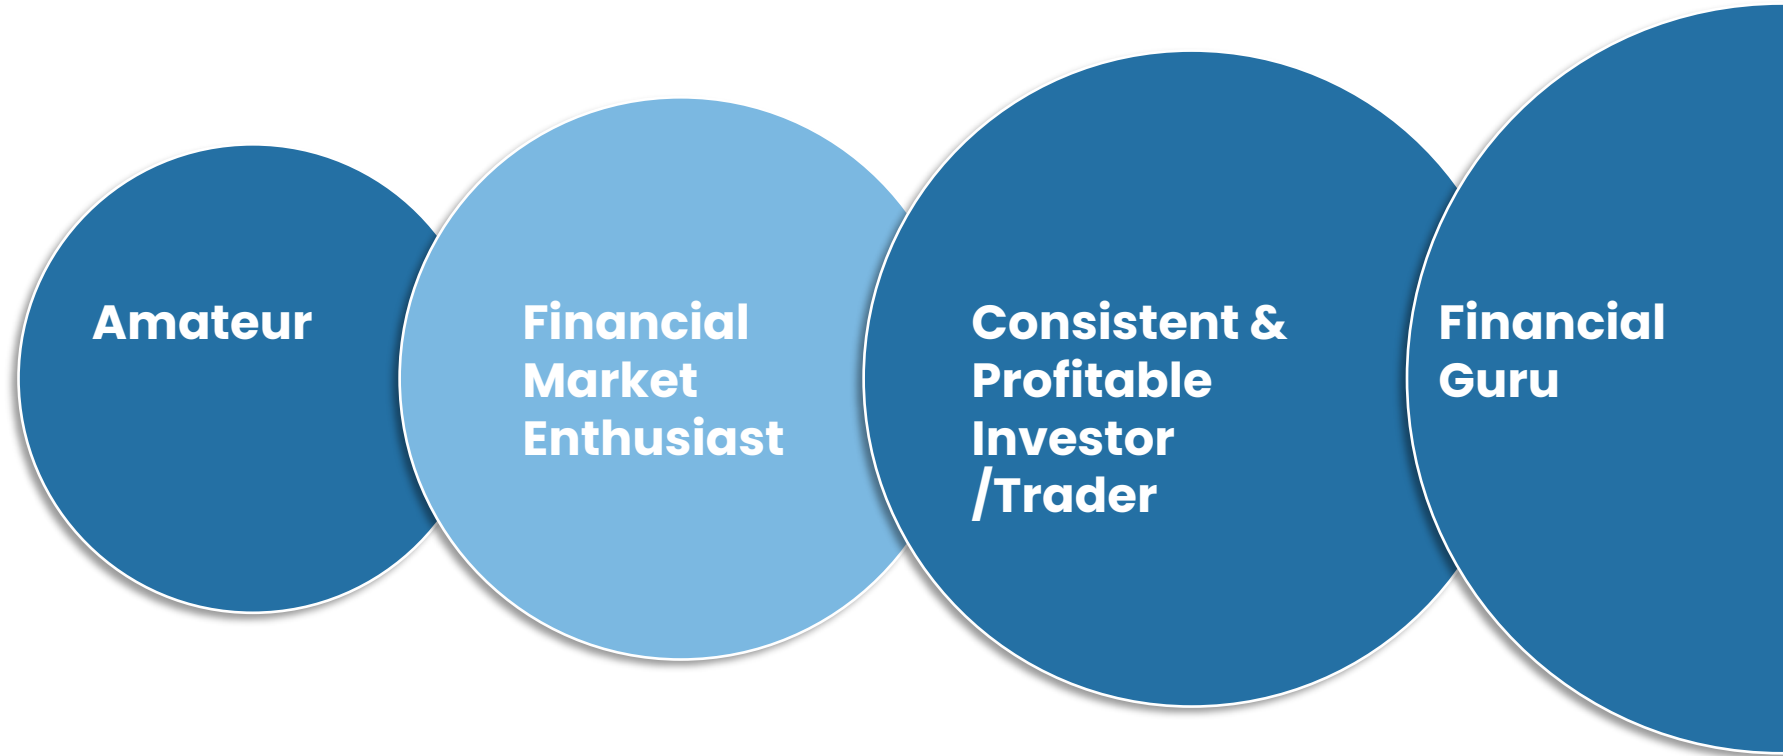 Amateur
Financial
Market
Enthusiast
Consistent &
Profitable
Investor
/Trader
Financial
Guru